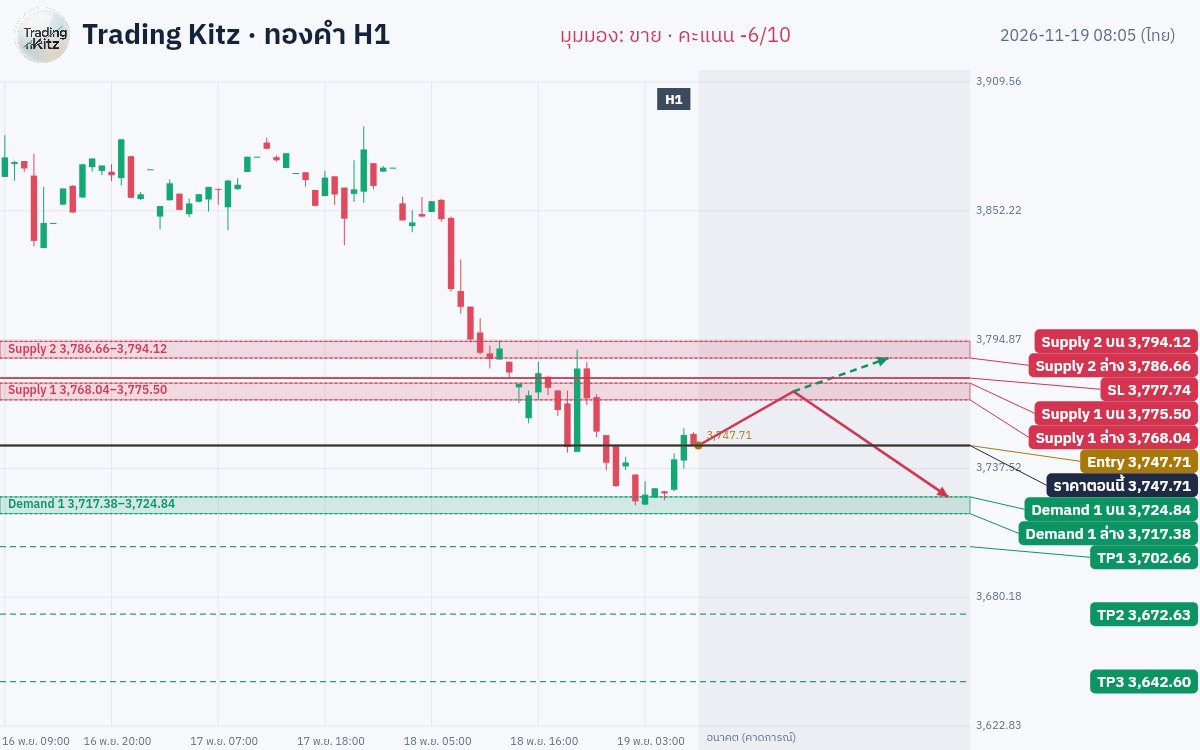 Trading
Kitz
Trading Kitz · ทองคำ H1
มุมมอง: ขาย · คะแนน -6/10
2026-11-19 08:05 (ไทย)
H1
3,909.56
3,852.22
3,794.87
3,737.52
3,680.18
3,622.83
Supply 2 3,786.66–3,794.12
Supply 1 3,768.04–3,775.50
3,747.71
Demand 1 3,717.38–3,724.84
Supply 2 บน 3,794.12
Supply 2 ล่าง 3,786.66
SL 3,777.74
Supply 1 บน 3,775.50
Supply 1 ล่าง 3,768.04
Entry 3,747.71
ราคาตอนนี้ 3,747.71
Demand 1 บน 3,724.84
Demand 1 ล่าง 3,717.38
TP1 3,702.66
TP2 3,672.63
TP3 3,642.60
16 พ.ย. 09:00
16 พ.ย. 20:00
17 พ.ย. 07:00
17 พ.ย. 18:00
18 พ.ย. 05:00
18 พ.ย. 16:00
19 พ.ย. 03:00
อนาคต (คาดการณ์)